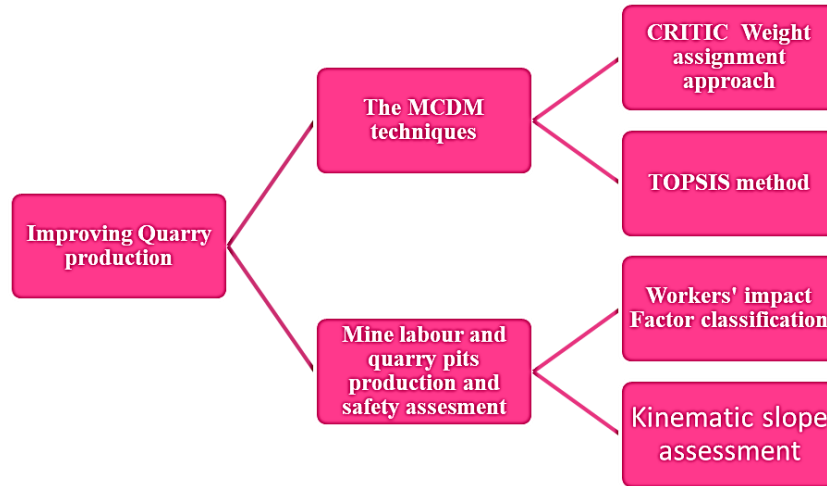 CRITIC  Weight
assignment
approach
The MCDM
techniques
TOPSIS method
Improving Quarry
production
Workers' impact
Factor classification
Mine labour and
quarry pits
production and
safety assesment
Kinematic slope
assessment